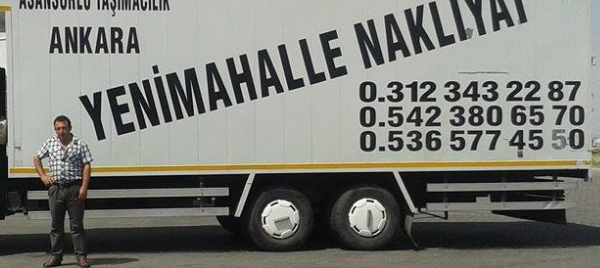 ASANSÖRLÜ TAŞIMACILIK
ANKARA
YENİMAHALLE NAKLİYAT
0.312 343 22 87
0.542 380 65 70
0.536 577 45 50